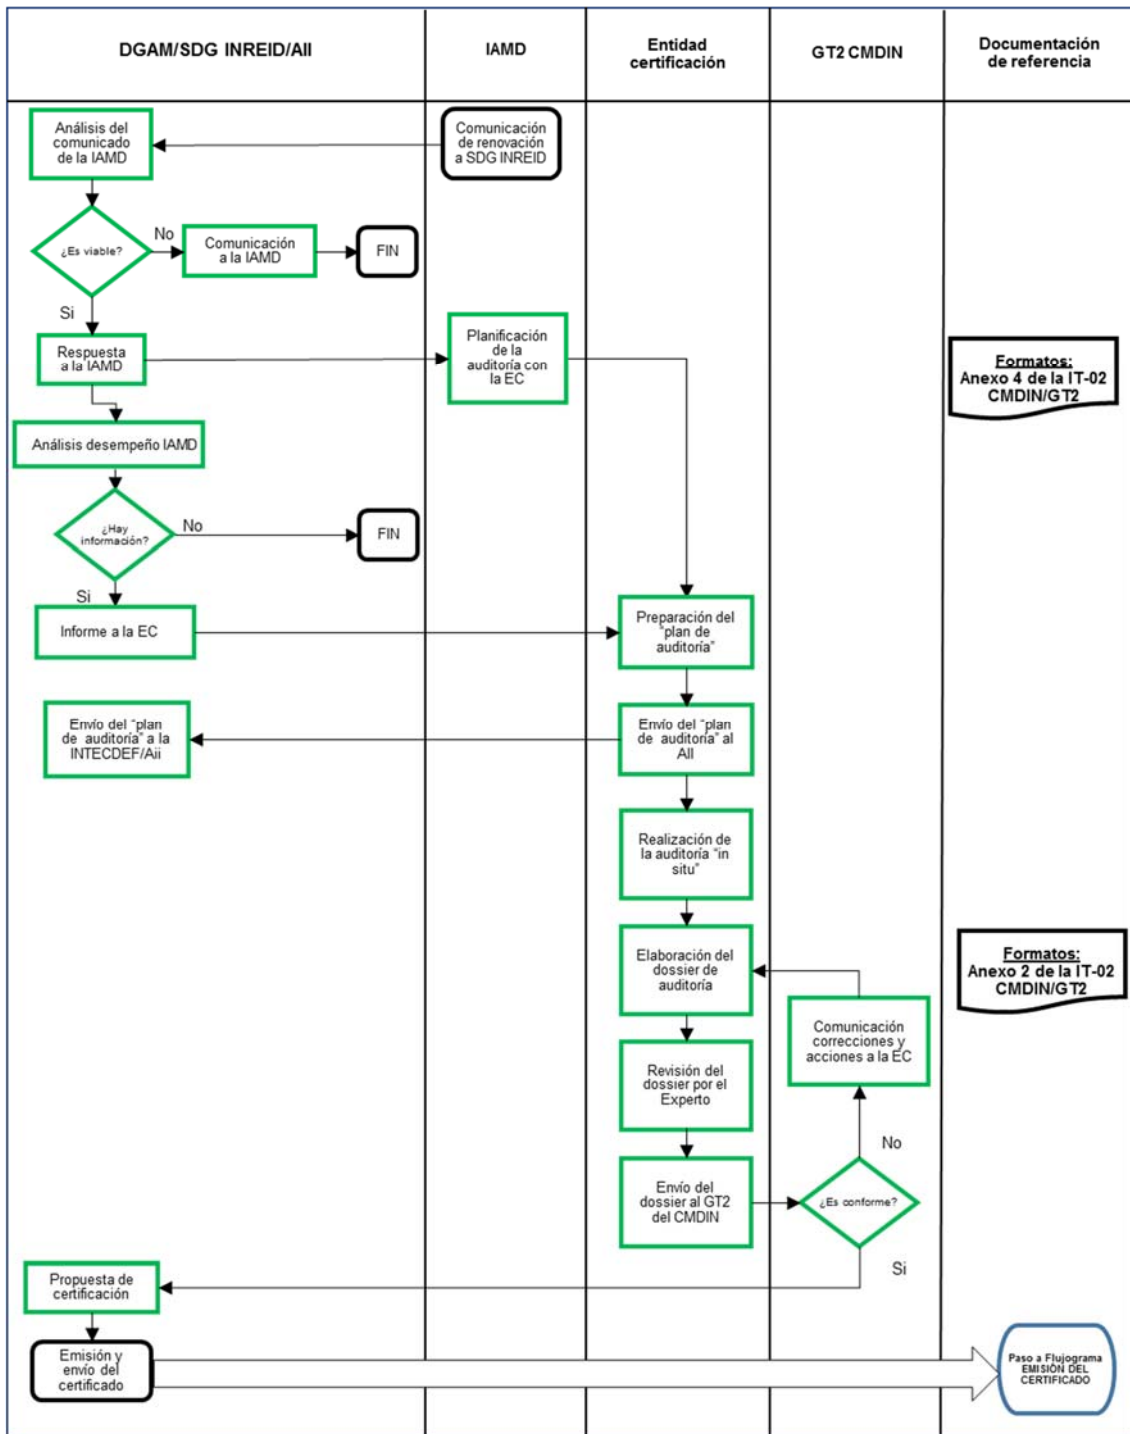 DGAM/SDG INREID/AII
IAMD
Entidad
certificación
GT2 CMDIN
Documentación
de referencia
Análisis del
comunicado
de la IAMD
Comunicación
de renovación
a SDG INREID
¿Es viable?
No
Comunicación
a la IAMD
FIN
Si
Respuesta
a la IAMD
Planificación
de la
auditoría con
la EC
Formatos:
Anexo 4 de la IT-02
CMDIN/GT2
Análisis desempeño IAMD
¿Hay
información?
No
FIN
Si
Informe a la EC
Preparación del
"plan de
auditoría"
Envío del "plan
de auditoría" a la
INTECDEF/Aii
Envío del "plan
de auditoría" al
AII
Realización de
la auditoría "in
situ"
Elaboración del
dossier de
auditoría
Formatos:
Anexo 2 de la IT-02
CMDIN/GT2
Comunicación
correcciones y
acciones a la EC
Revisión del
dossier por el
Experto
No
Envío del
dossier al GT2
del CMDIN
¿Es conforme?
Si
Propuesta de
certificación
Emisión y
envío del
certificado
Paso a Flujograma
EMISIÓN DEL
CERTIFICADO